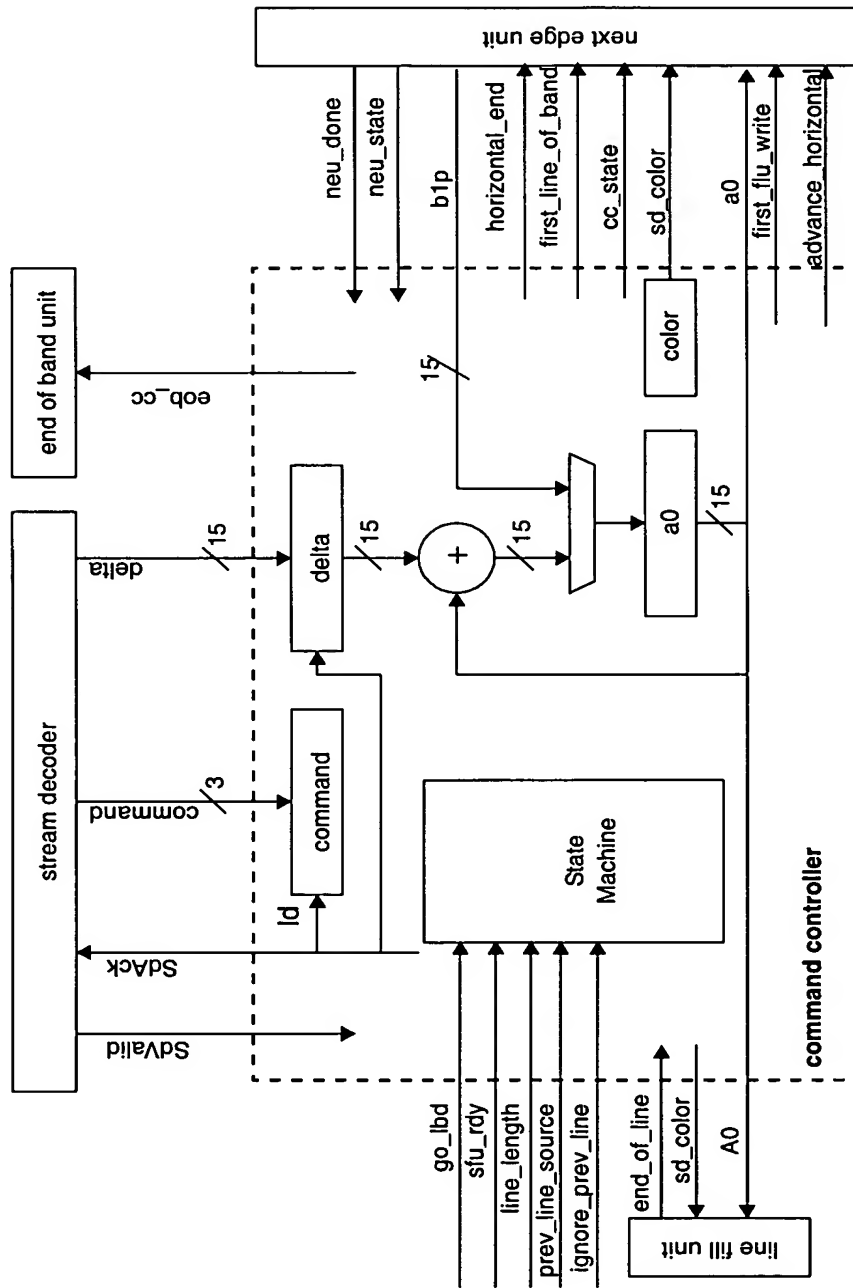 stream decoder
end of band unit
SdValid
SdAck
command
3
delta
15
eob_cc
neu_done
neu_state
b1p
horizontal_end
first_line_of_band
cc_state
sd_color
a0
first_flu_write
advance_horizontal
next edge unit
ld
command
delta
15
+
15
15
a0
15
color
State
Machine
go_lbd
sfu_rdy
line_length
prev_line_source
ignore_prev_line
end_of_line
sd_color
A0
line fill unit
command controller